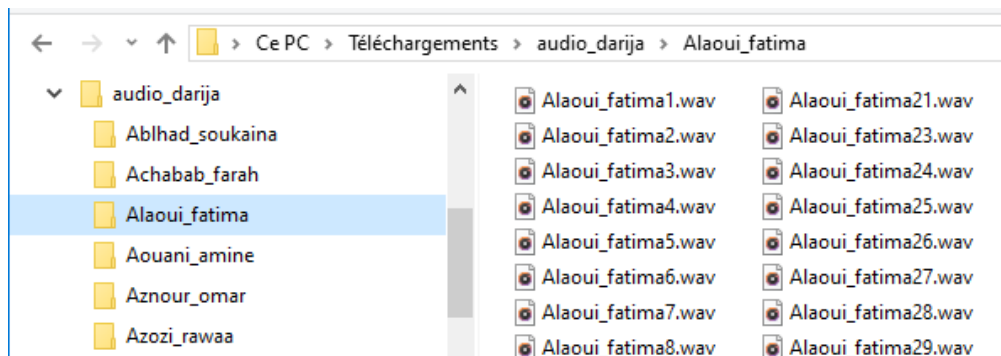 Ce PC > Téléchargements > audio_darija > Alaoui_fatima
audio_darija
Ablhad_soukaina
Achabab_farah
Alaoui_fatima
Aouani_amine
Aznour_omar
Azozi_rawaa
Alaoui_fatima1.wav
Alaoui_fatima2.wav
Alaoui_fatima3.wav
Alaoui_fatima4.wav
Alaoui_fatima5.wav
Alaoui_fatima6.wav
Alaoui_fatima7.wav
Alaoui_fatima8.wav
Alaoui_fatima21.wav
Alaoui_fatima23.wav
Alaoui_fatima24.wav
Alaoui_fatima25.wav
Alaoui_fatima26.wav
Alaoui_fatima27.wav
Alaoui_fatima28.wav
Alaoui_fatima29.wav